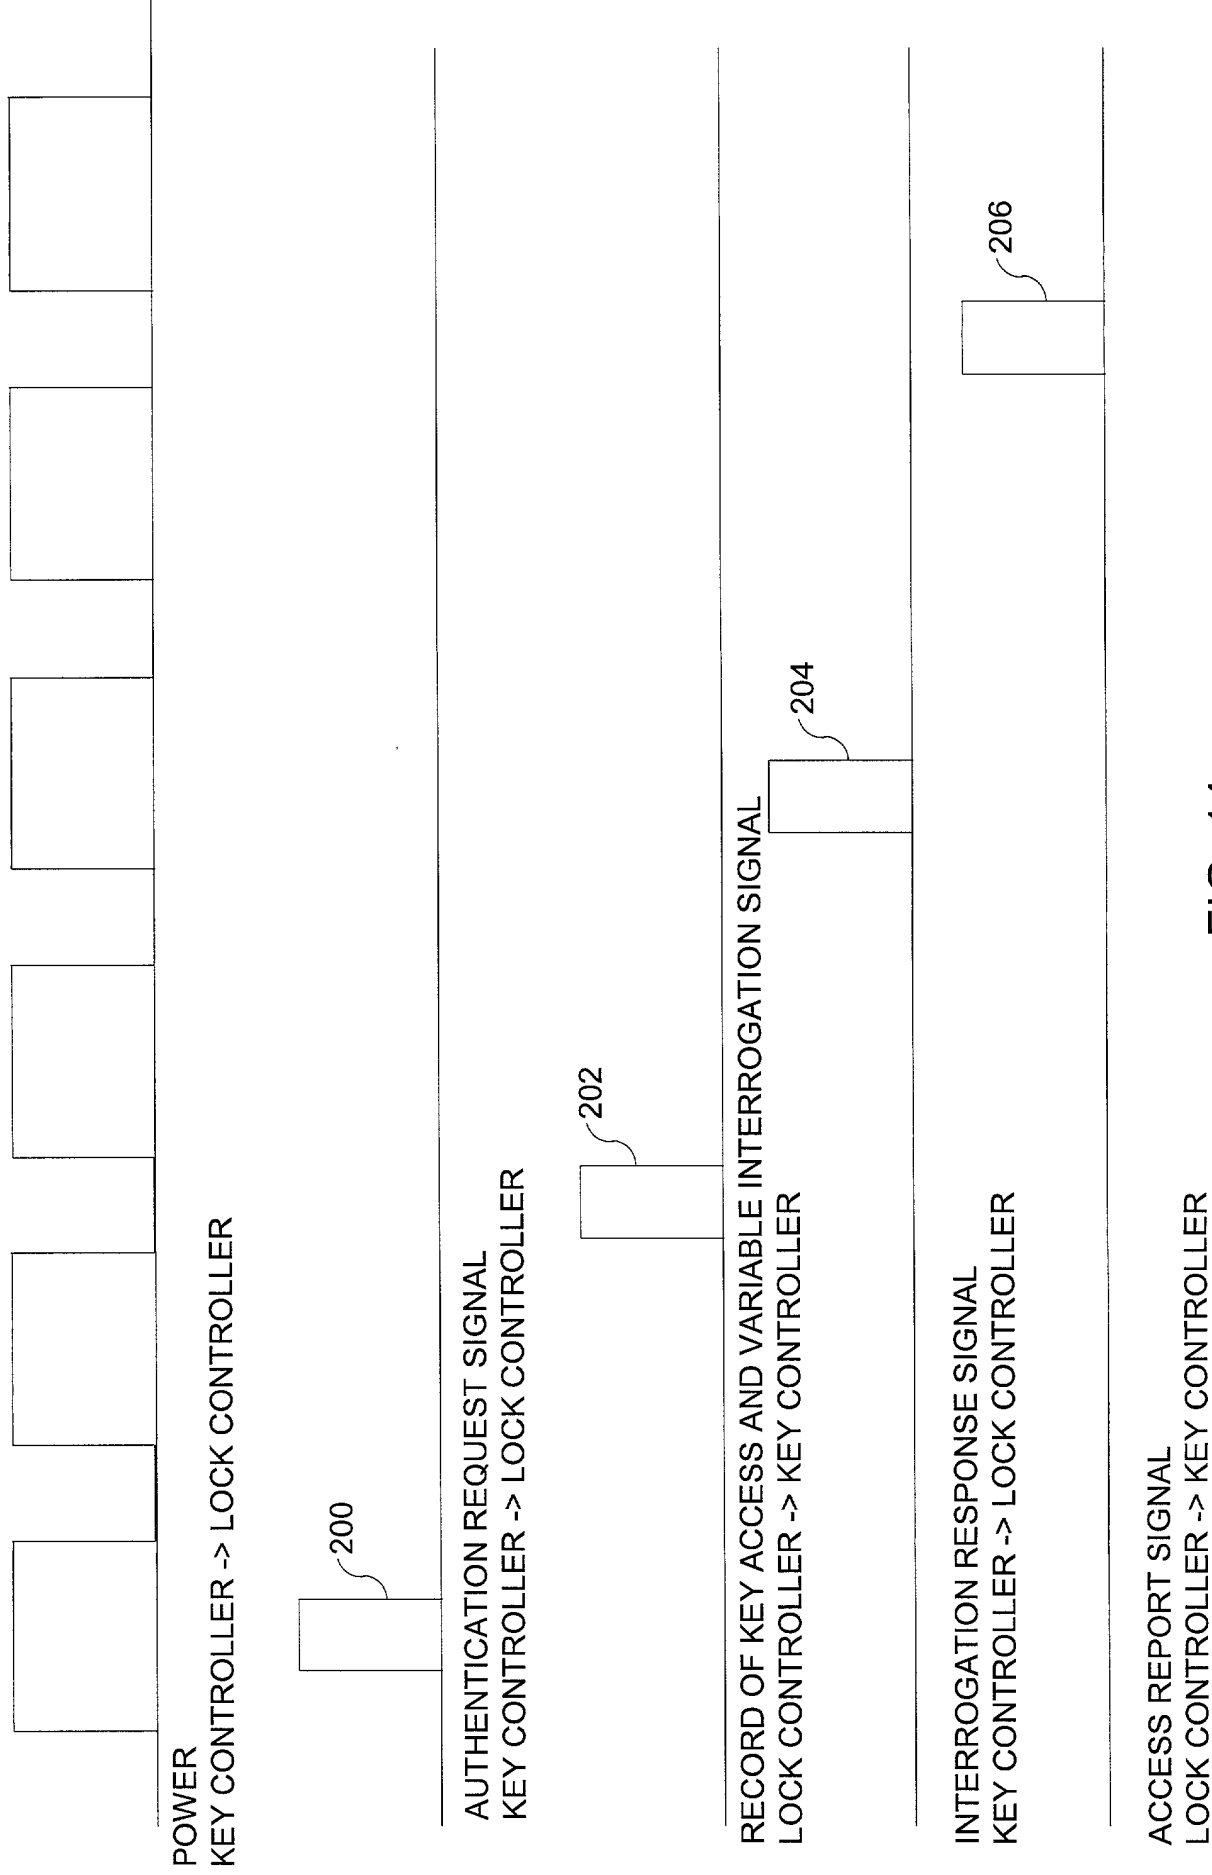 POWER
KEY CONTROLLER -> LOCK CONTROLLER
200
AUTHENTICATION REQUEST SIGNAL
KEY CONTROLLER -> LOCK CONTROLLER
202
RECORD OF KEY ACCESS AND VARIABLE INTERROGATION SIGNAL
LOCK CONTROLLER -> KEY CONTROLLER
204
INTERROGATION RESPONSE SIGNAL
KEY CONTROLLER -> LOCK CONTROLLER
206
ACCESS REPORT SIGNAL
LOCK CONTROLLER -> KEY CONTROLLER